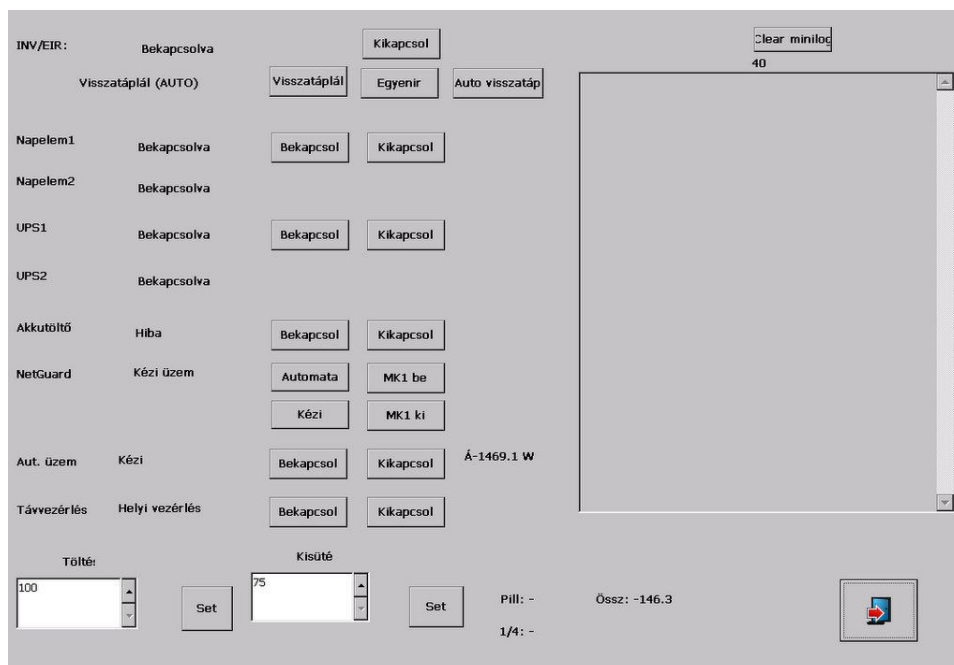 INV/EIR: Bekapcsolva Kikapcsol Clear minilog
40
Visszatáplál (AUTO) Visszatáplál Egyenir Auto visszatáp
Napelem1 Bekapcsolva Bekapcsol Kikapcsol
Napelem2 Bekapcsolva
UPS1 Bekapcsolva Bekapcsol Kikapcsol
UPS2 Bekapcsolva
Akkutöltő Hiba Bekapcsol Kikapcsol
NetGuard Kézi üzem Automata MK1 be
Kézi MK1 ki
Aut. üzem Kézi Bekapcsol Kikapcsol Á-1469.1 W
Távvezérlés Helyi vezérlés Bekapcsol Kikapcsol
Töltés Kisüté
100 Set 75 Set Pill: - Össz: -146.3
1/4: -